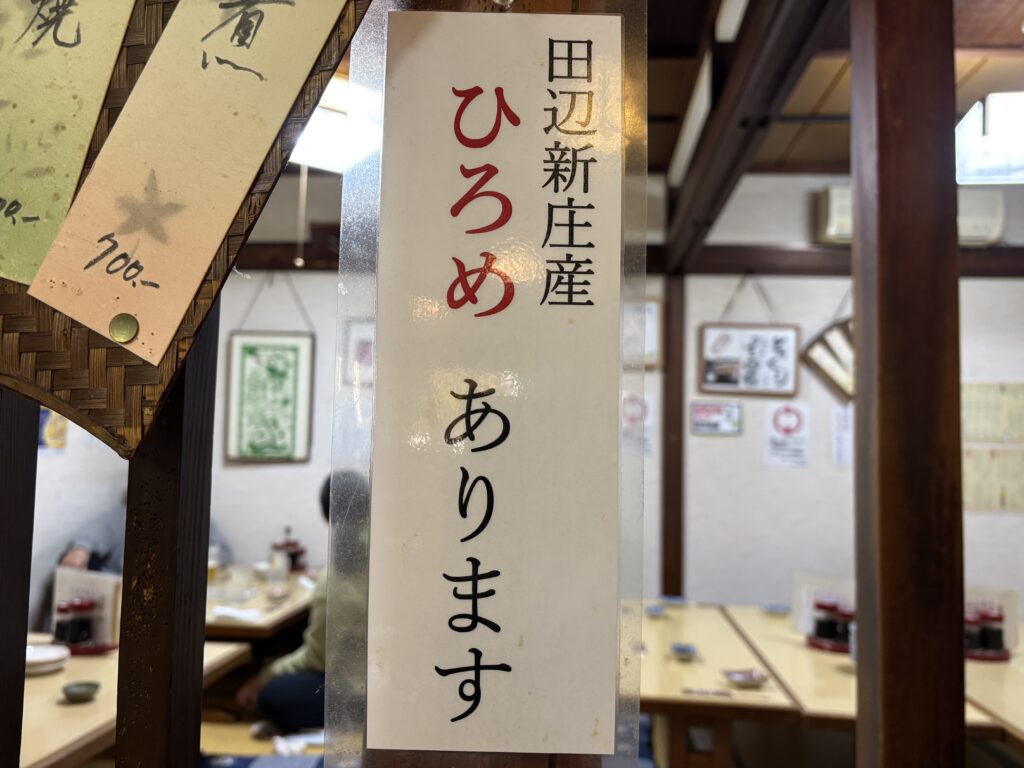 田辺新庄産
ひろめ あります
焼
煮
700.-